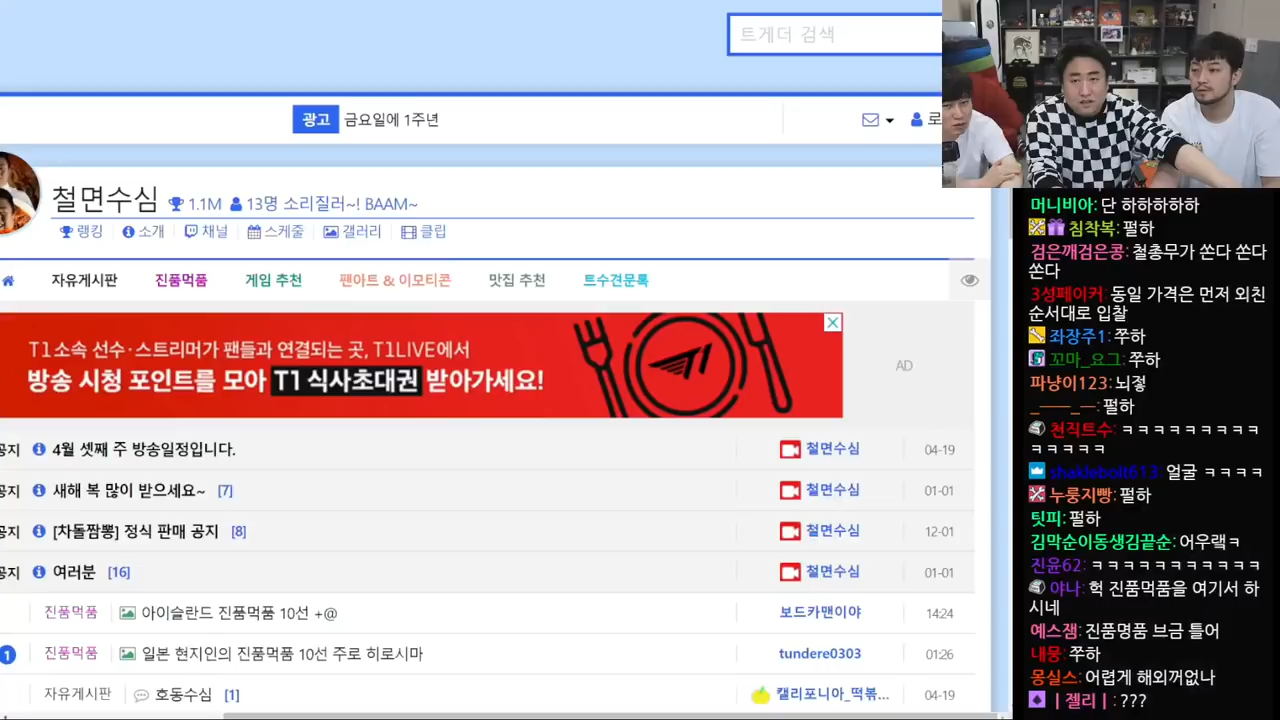 트게더 검색
광고 금요일에 1주년
로
철면수심 1.1M 13명 소리질러~! BAAM~
랭킹 소개 채널 스케줄 갤러리 클립
자유게시판 진품먹품 게임 추천 팬아트 & 이모티콘 맛집 추천 트수견문록
T1소속 선수·스트리머가 팬들과 연결되는 곳, T1LIVE에서
방송 시청 포인트를 모아 T1 식사초대권 받아가세요!
T1
AD
공지 4월 셋째 주 방송일정입니다. 철면수심 04-19
공지 새해 복 많이 받으세요~ [7] 철면수심 01-01
공지 [차돌짬뽕] 정식 판매 공지 [8] 철면수심 12-01
공지 여러분 [16] 철면수심 01-01
진품먹품 아이슬란드 진품먹품 10선 +@ 보드카맨이야 14:24
1 진품먹품 일본 현지인의 진품먹품 10선 주로 히로시마 tundere0303 01:26
자유게시판 호동수심 [1] 캘리포니아_떡볶... 04-19
머니비아: 단 하하하하하
침착복: 펄하
검은깨검은콩: 철총무가 쏜다 쏜다
쏜다
3성페이커: 동일 가격은 먼저 외친
순서대로 입찰
좌장주1: 쭈하
꼬마_요그: 쭈하
파냥이123: 뇌젛
_──_─: 펄하
천직트수: ㅋㅋㅋㅋㅋㅋㅋㅋㅋ
ㅋㅋㅋㅋㅋ
shaklebolt613: 얼굴 ㅋㅋㅋㅋ
누룽지빵: 펄하
팃피: 펄하
김막순이동생김끝순: 어우랰ㅋ
진윤62: ㅋㅋㅋㅋㅋㅋㅋㅋㅋㅋㅋ
야나: 헉 진품먹품을 여기서 하
시네
예스잼: 진품명품 브금 틀어
내뭉: 쭈하
몽실스: 어렵게 해외꺼없나
| 젤리 | : ???